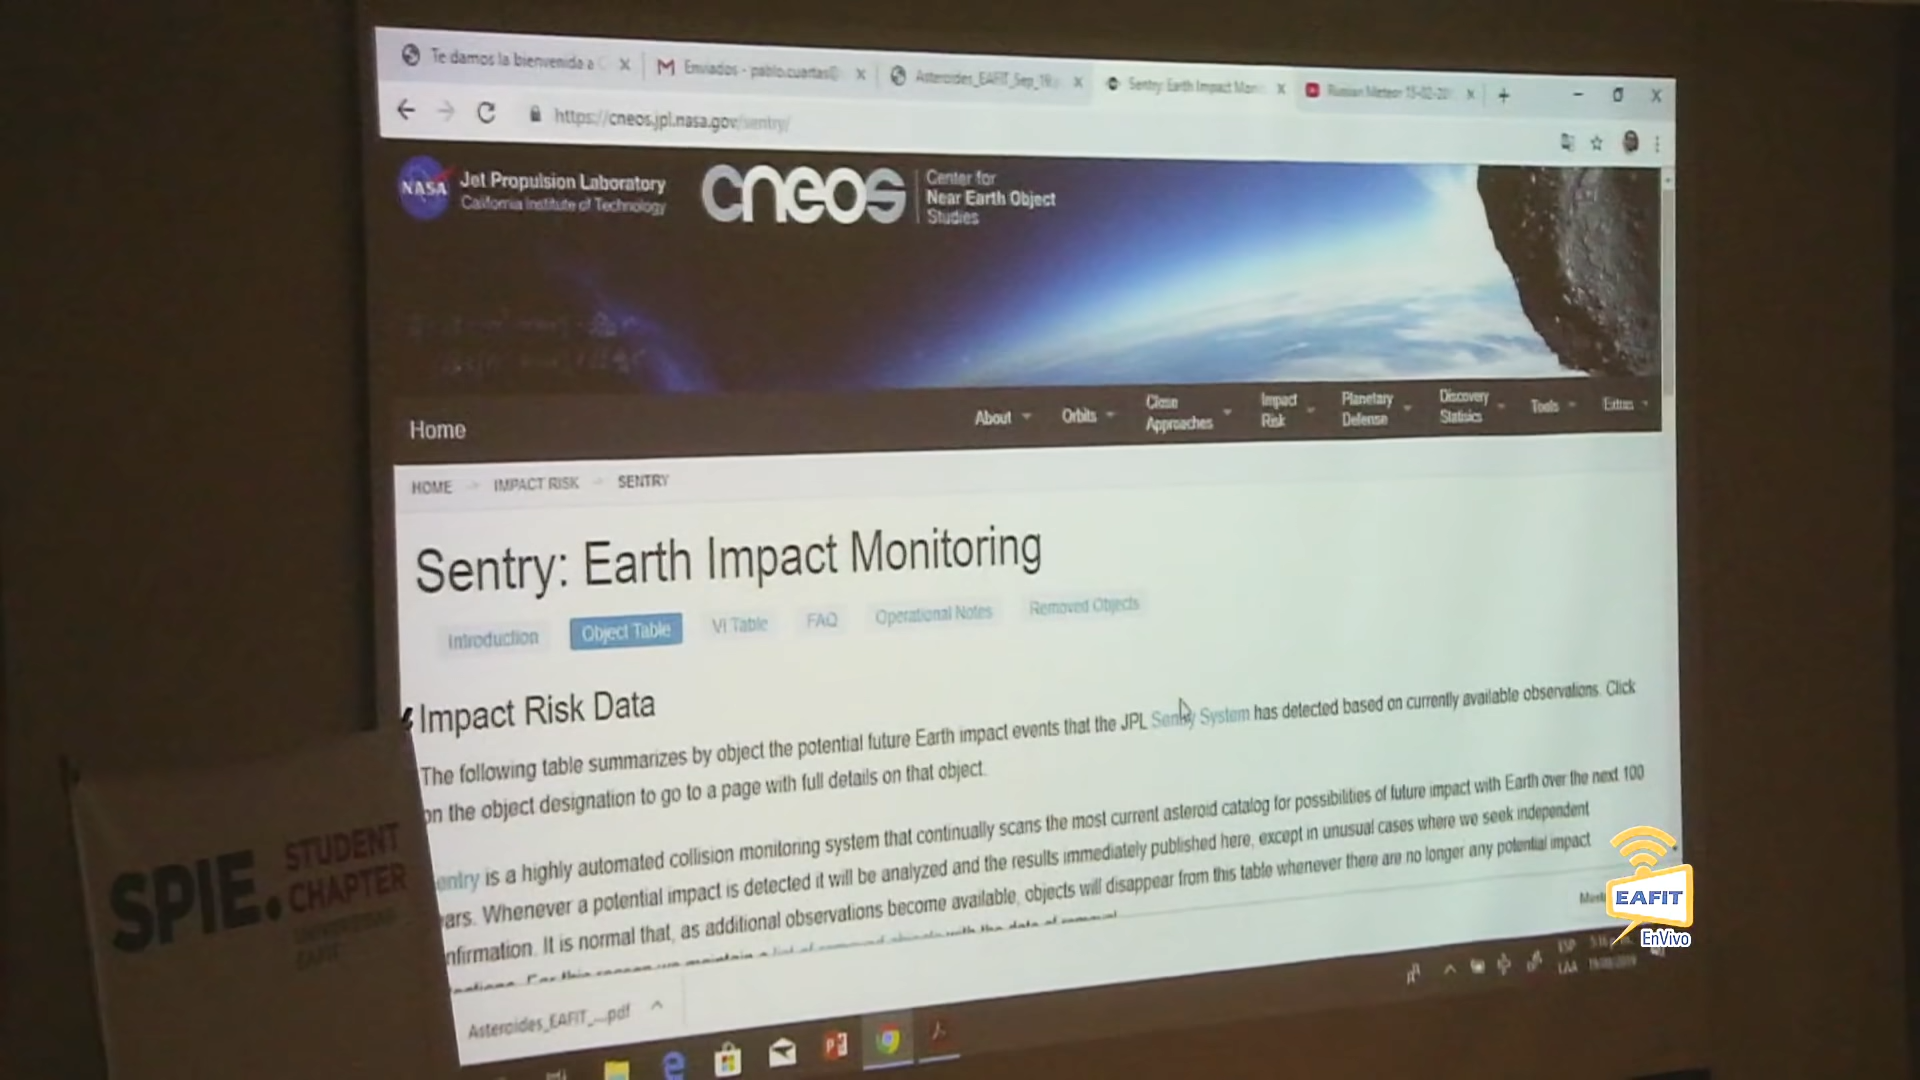 Te damos la bienvenida a
Enviados - pablo.cuartas@
Asteroides_EAFIT_Sep_19
Sentry: Earth Impact Mon
Russian Meteor 15-02-20
https://cneos.jpl.nasa.gov/sentry/
NASA
Jet Propulsion Laboratory
California Institute of Technology
cneos
Center for
Near Earth Object
Studies
Home
About
Orbits
Close
Approaches
Impact
Risk
Planetary
Defense
Discovery
Statistics
Tools
Extras
HOME
IMPACT RISK
SENTRY
Sentry: Earth Impact Monitoring
Introduction
Object Table
VI Table
FAQ
Operational Notes
Removed Objects
Impact Risk Data
The following table summarizes by object the potential future Earth impact events that the JPL Sentry System has detected based on currently available observations. Click
on the object designation to go to a page with full details on that object.
entry is a highly automated collision monitoring system that continually scans the most current asteroid catalog for possibilities of future impact with Earth over the next 100
ars. Whenever a potential impact is detected it will be analyzed and the results immediately published here, except in unusual cases where we seek independent
nfirmation. It is normal that, as additional observations become available, objects will disappear from this table whenever there are no longer any potential impact
Asteroides_EAFIT_...pdf
ESP
LAA
SPIE.
STUDENT
CHAPTER
UNIVERSIDAD
EAFIT
EAFIT
EnVivo